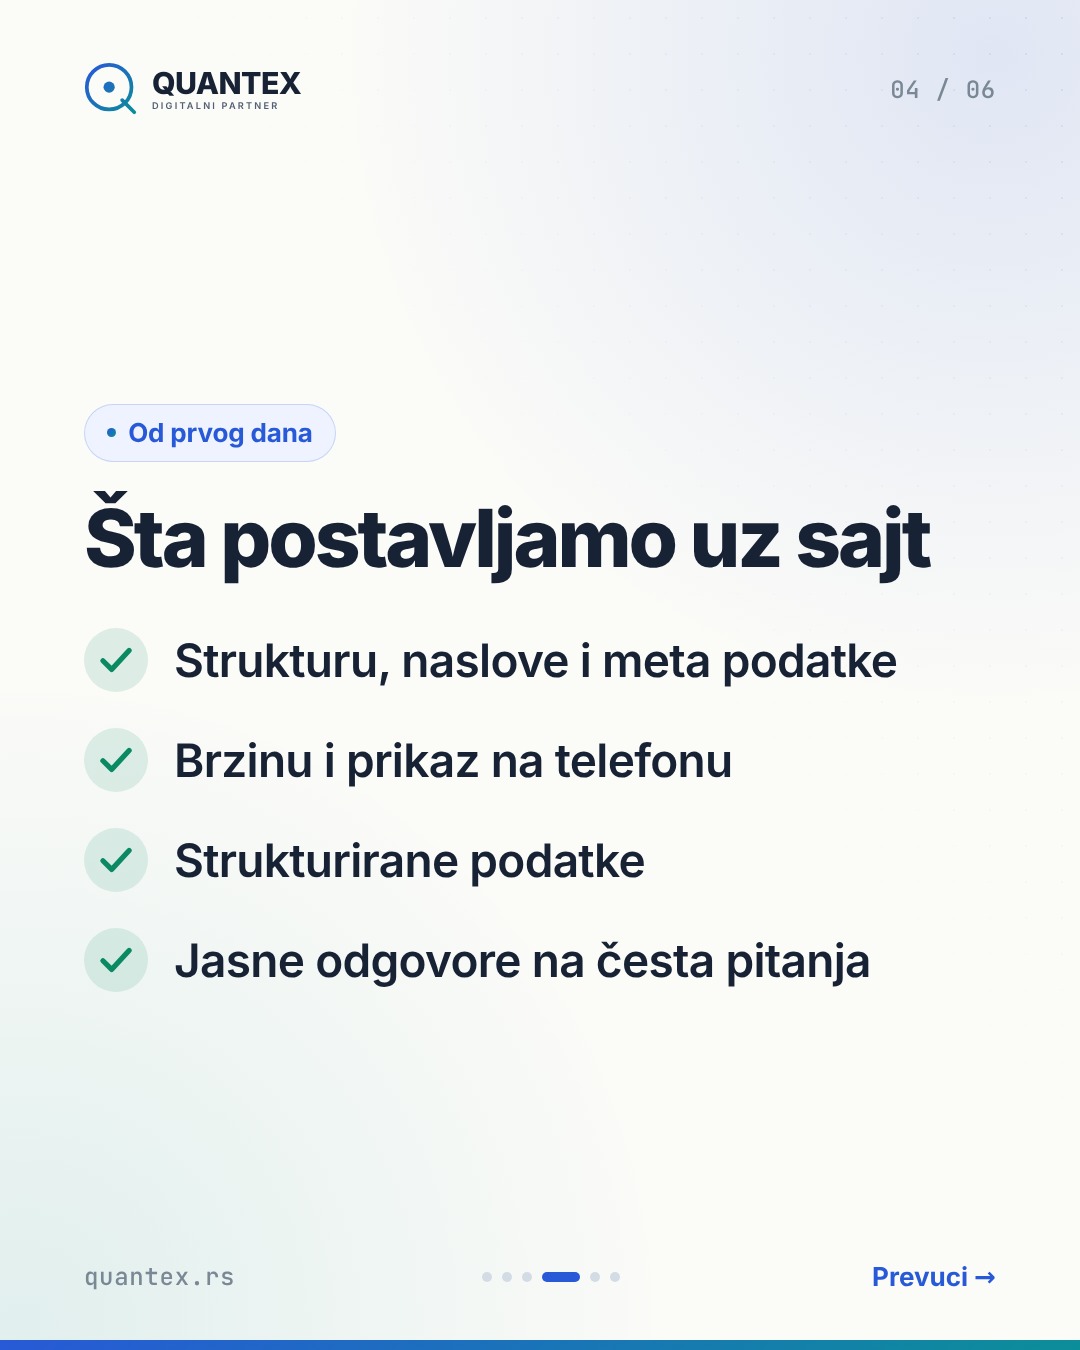 QUANTEX
DIGITALNI PARTNER
04 / 06
Od prvog dana
Šta postavljamo uz sajt
Strukturu, naslove i meta podatke
Brzinu i prikaz na telefonu
Strukturirane podatke
Jasne odgovore na česta pitanja
quantex.rs
Prevuci →